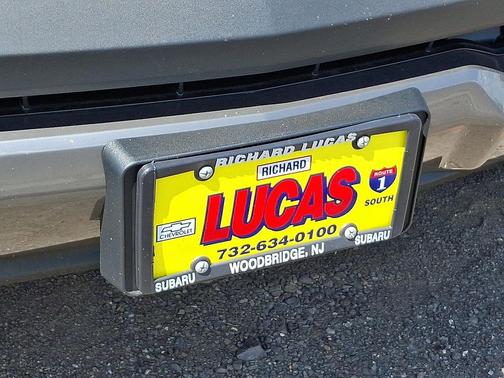 RICHARD LUCAS
RICHARD
LUCAS
ROUTE
1
SOUTH
CHEVROLET
732-634-0100
WOODBRIDGE, NJ
SUBARU
SUBARU